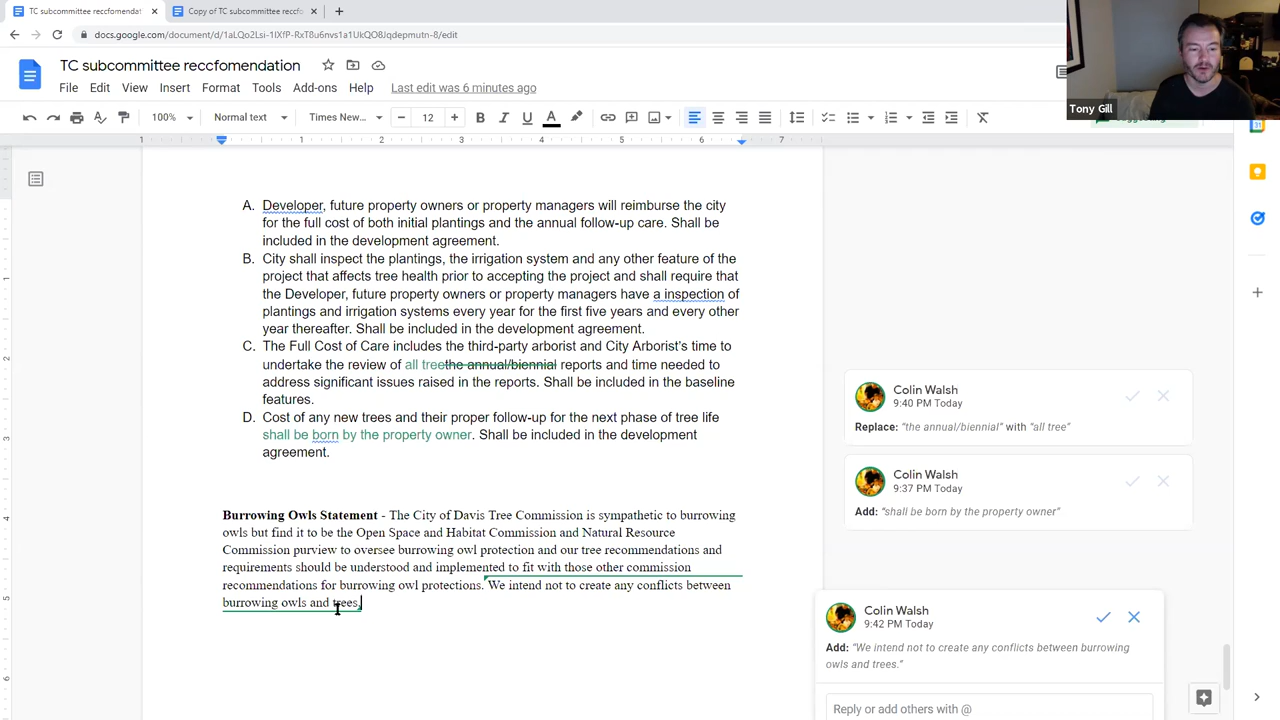 TC subcommittee reccfomendati
Copy of TC subcommittee reccfo
docs.google.com/document/d/1aLQo2Lsi-1IXfP-RxT8u6nvs1a1UkQO8Jqdepmutn-8/edit
TC subcommittee reccfomendation
File Edit View Insert Format Tools Add-ons Help Last edit was 6 minutes ago
Tony Gill
100% Normal text Times New... 12
1 1 2 3 4 5 6 7
A. Developer, future property owners or property managers will reimburse the city
for the full cost of both initial plantings and the annual follow-up care. Shall be
included in the development agreement.
B. City shall inspect the plantings, the irrigation system and any other feature of the
project that affects tree health prior to accepting the project and shall require that
the Developer, future property owners or property managers have a inspection of
plantings and irrigation systems every year for the first five years and every other
year thereafter. Shall be included in the development agreement.
C. The Full Cost of Care includes the third-party arborist and City Arborist's time to
undertake the review of all treethe annual/biennial reports and time needed to
address significant issues raised in the reports. Shall be included in the baseline
features.
D. Cost of any new trees and their proper follow-up for the next phase of tree life
shall be born by the property owner. Shall be included in the development
agreement.
Burrowing Owls Statement - The City of Davis Tree Commission is sympathetic to burrowing
owls but find it to be the Open Space and Habitat Commission and Natural Resource
Commission purview to oversee burrowing owl protection and our tree recommendations and
requirements should be understood and implemented to fit with those other commission
recommendations for burrowing owl protections. We intend not to create any conflicts between
burrowing owls and trees.
Colin Walsh
9:40 PM Today
Replace: "the annual/biennial" with "all tree"
Colin Walsh
9:37 PM Today
Add: "shall be born by the property owner"
Colin Walsh
9:42 PM Today
Add: "We intend not to create any conflicts between burrowing
owls and trees."
Reply or add others with @